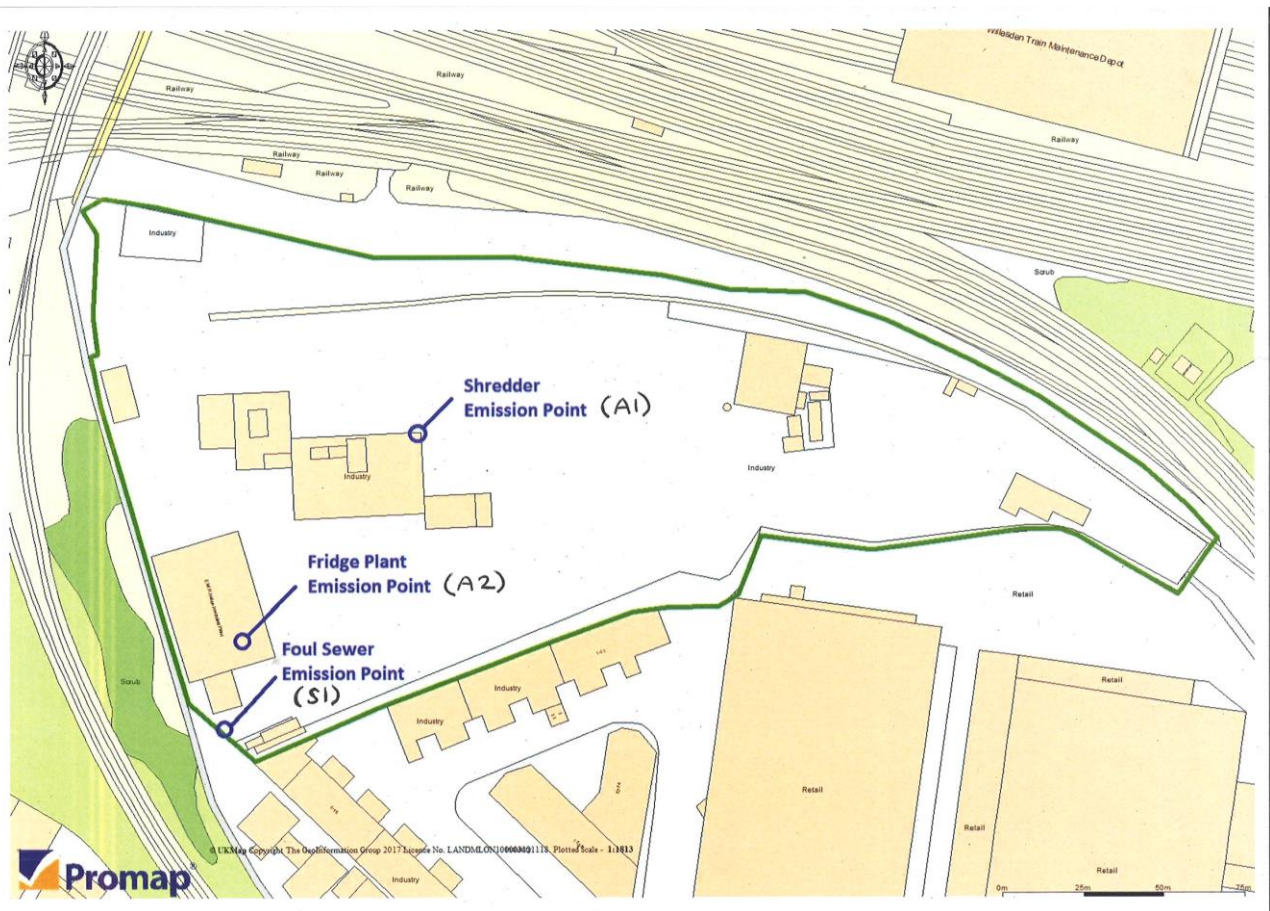 Willesden Train Maintenance Depot
Railway
Railway
Railway
Railway
Railway
Railway
Industry
Scrub
Shredder
Emission Point (A1)
Industry
Industry
Fridge Plant
Emission Point (A2)
Foul Sewer
Emission Point
(S1)
Scrub
Retail
Industry
Industry
Retail
Retail
Retail
Retail
Industry
© UKMap Copyright The GeoInformation Group 2017 Licence No. Plotted Scale - 1:1813
Promap®
0m 25m 50m 75m